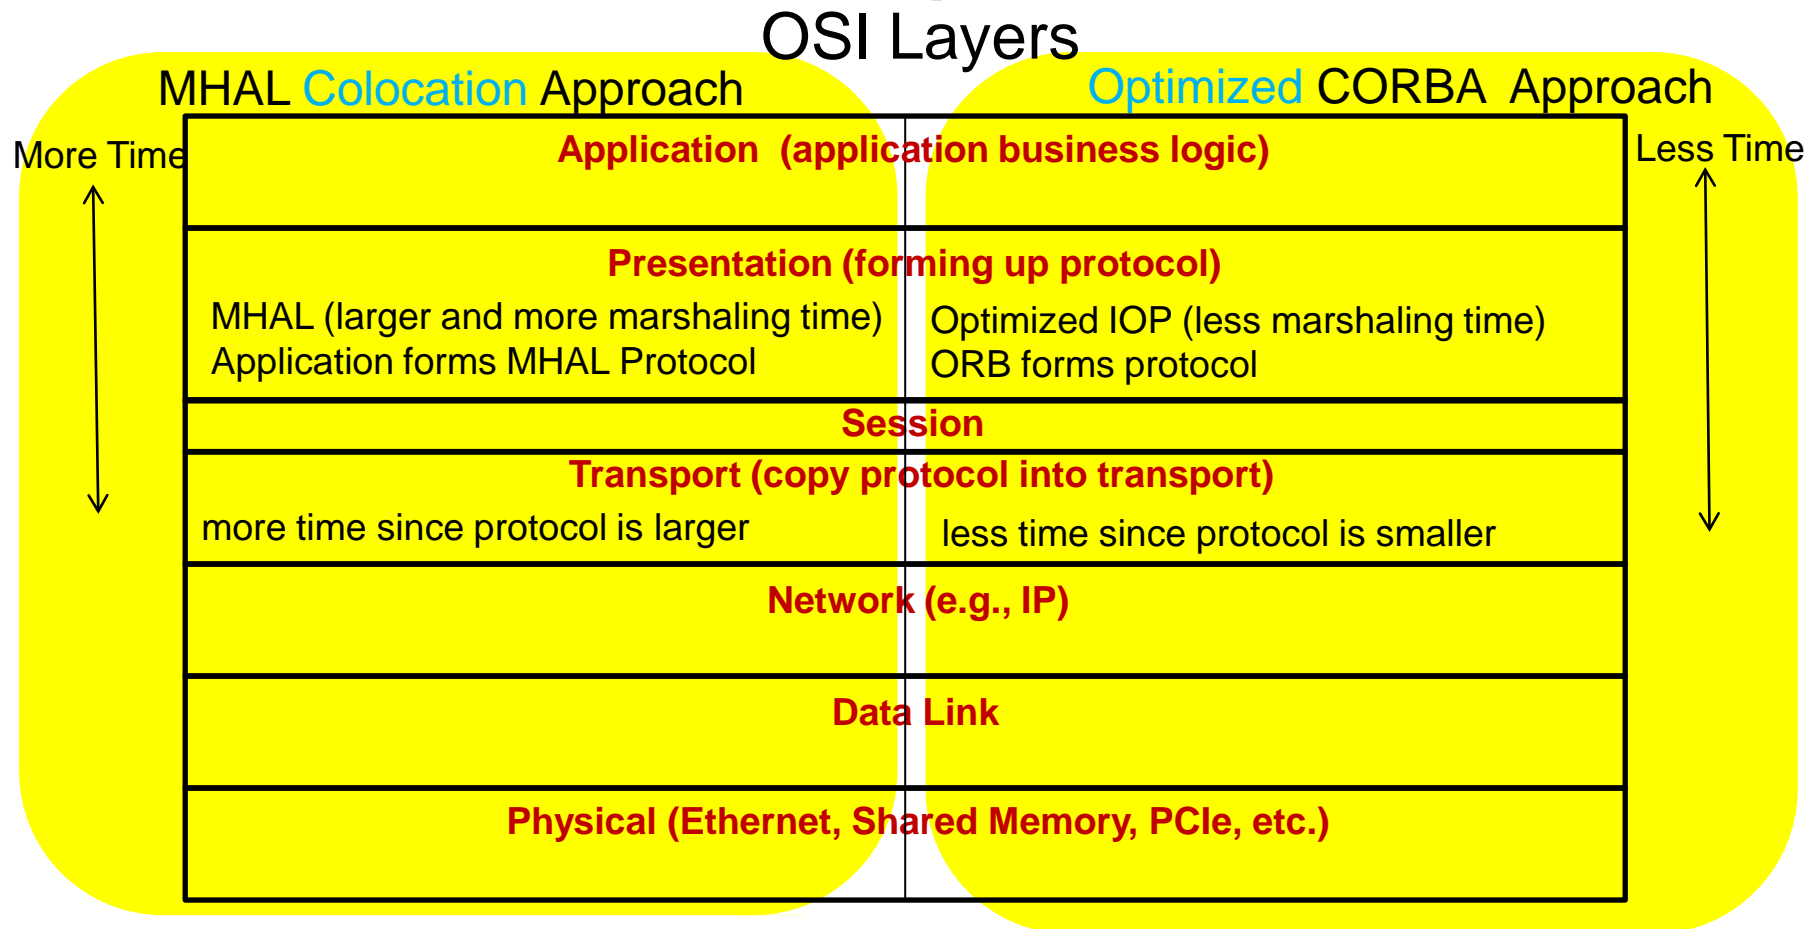 OSI Layers
MHAL Colocation Approach
Optimized CORBA Approach
More Time
Less Time
Application (application business logic)
Presentation (forming up protocol)
MHAL (larger and more marshaling time)
Application forms MHAL Protocol
Optimized IOP (less marshaling time)
ORB forms protocol
Session
Transport (copy protocol into transport)
more time since protocol is larger
less time since protocol is smaller
Network (e.g., IP)
Data Link
Physical (Ethernet, Shared Memory, PCIe, etc.)